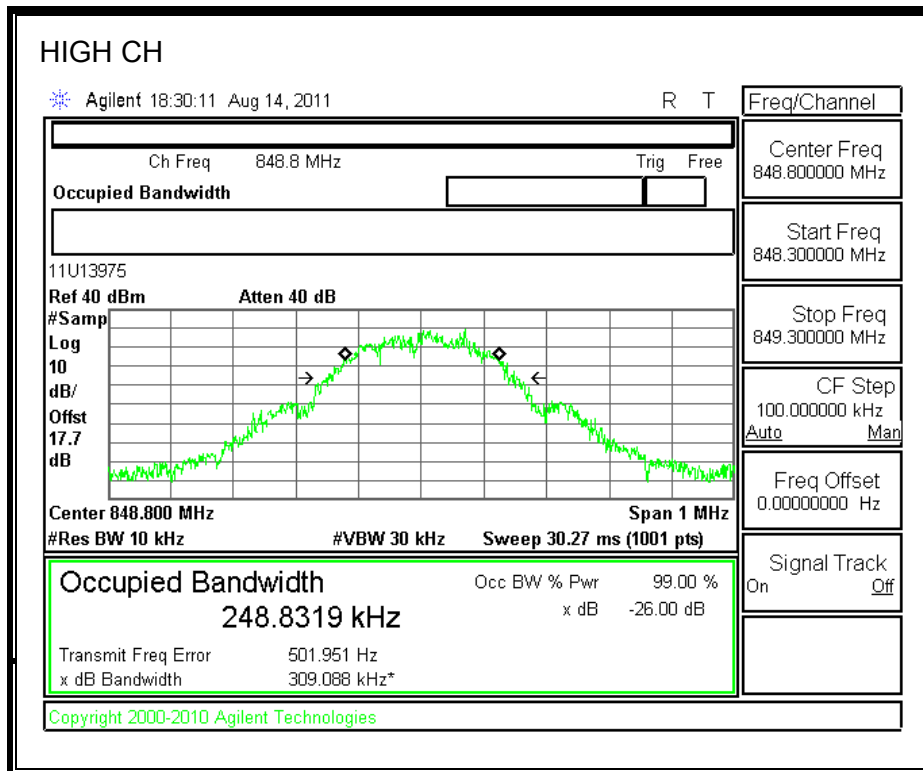 HIGH CH
Agilent 18:30:11 Aug 14, 2011 R T
Freq/Channel
Ch Freq 848.8 MHz Trig Free
Occupied Bandwidth
Center Freq
848.800000 MHz
Start Freq
848.300000 MHz
Stop Freq
849.300000 MHz
CF Step
100.000000 kHz
Auto Man
Freq Offset
0.00000000 Hz
Signal Track
On Off
11U13975
Ref 40 dBm Atten 40 dB
#Samp
Log
10
dB/
Offst
17.7
dB
Center 848.800 MHz Span 1 MHz
#Res BW 10 kHz #VBW 30 kHz Sweep 30.27 ms (1001 pts)
Occupied Bandwidth
248.8319 kHz
Occ BW % Pwr 99.00 %
x dB -26.00 dB
Transmit Freq Error 501.951 Hz
x dB Bandwidth 309.088 kHz*
Copyright 2000-2010 Agilent Technologies